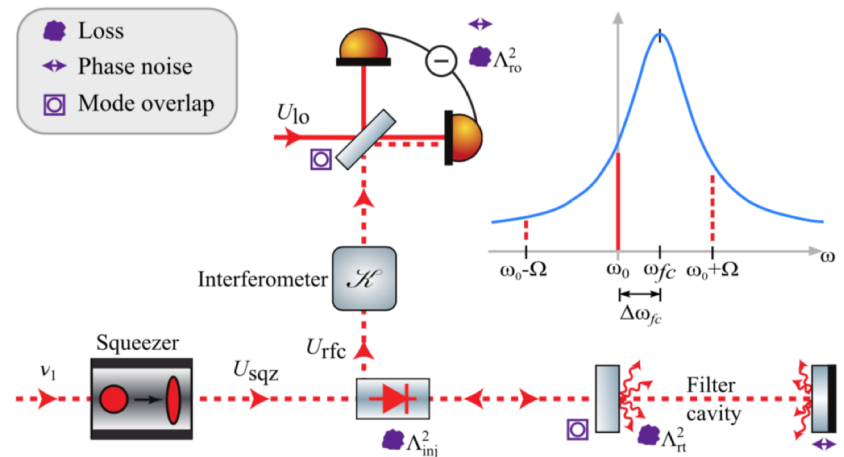 Loss
Phase noise
Mode overlap
Λ²ro
Ulo
−
Interferometer
𝒦
Squeezer
ν1
Usqz
Urfc
Λ²inj
Filter
cavity
Λ²rt
ω₀-Ω
ω₀
ωfc
ω₀+Ω
ω
Δωfc